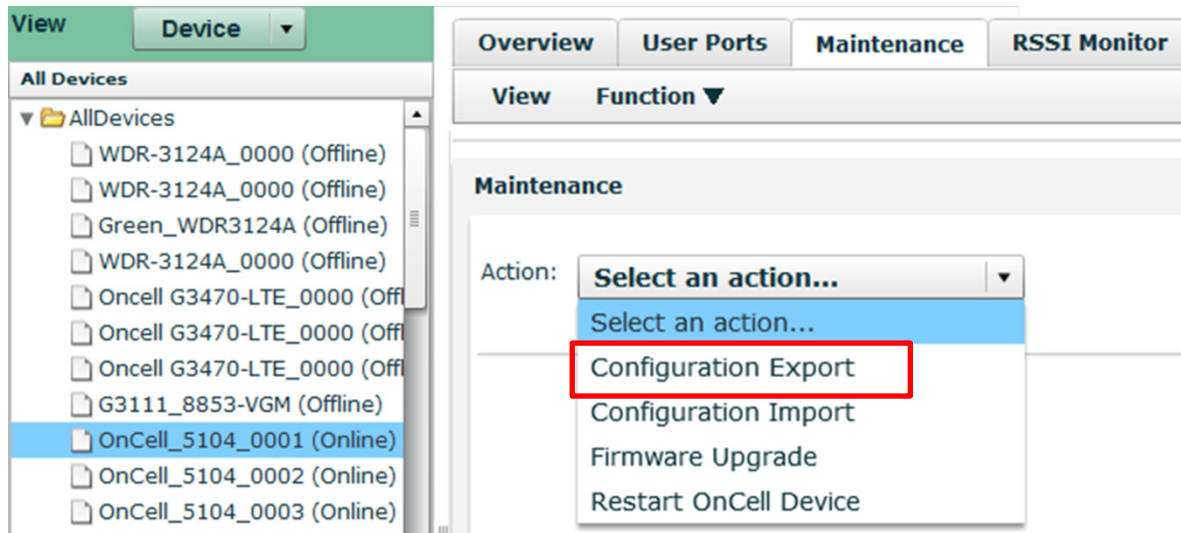 View
Device
All Devices
AllDevices
WDR-3124A_0000 (Offline)
WDR-3124A_0000 (Offline)
Green_WDR3124A (Offline)
WDR-3124A_0000 (Offline)
Oncell G3470-LTE_0000 (Offl
Oncell G3470-LTE_0000 (Offl
Oncell G3470-LTE_0000 (Offl
G3111_8853-VGM (Offline)
OnCell_5104_0001 (Online)
OnCell_5104_0002 (Online)
OnCell_5104_0003 (Online)
Overview User Ports Maintenance RSSI Monitor
View Function
Maintenance
Action: Select an action...
Select an action...
Configuration Export
Configuration Import
Firmware Upgrade
Restart OnCell Device